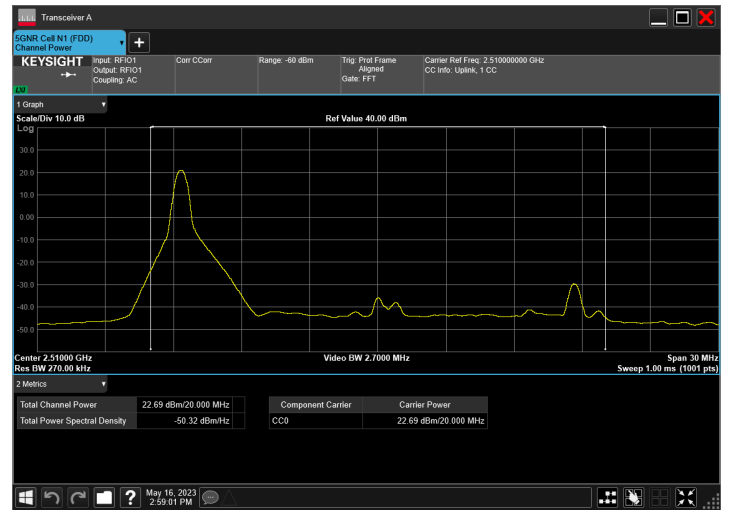 Transceiver A
5GNR Cell N1 (FDD)
Channel Power
KEYSIGHT
LXI
Input: RFIO1
Output: RFIO1
Coupling: AC
Corr CCorr
Range: -60 dBm
Trig: Prot Frame
Aligned
Gate: FFT
Carrier Ref Freq: 2.510000000 GHz
CC Info: Uplink, 1 CC
1 Graph
Scale/Div 10.0 dB
Ref Value 40.00 dBm
Log
30.0
20.0
10.0
0.00
-10.0
-20.0
-30.0
-40.0
-50.0
Center 2.51000 GHz
Video BW 2.7000 MHz
Span 30 MHz
Res BW 270.00 kHz
Sweep 1.00 ms (1001 pts)
2 Metrics
Total Channel Power 22.69 dBm/20.000 MHz
Total Power Spectral Density -50.32 dBm/Hz
Component Carrier Carrier Power
CC0 22.69 dBm/20.000 MHz
?
May 16, 2023
2:59:01 PM